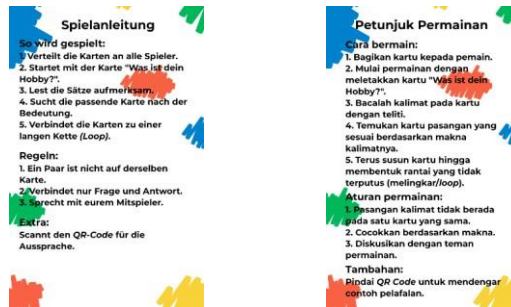 Spielanleitung
So wird gespielt:
1. Verteilt die Karten an alle Spieler.
2. Startet mit der Karte "Was ist dein
Hobby?".
3. Lest die Sätze aufmerksam.
4. Sucht die passende Karte nach der
Bedeutung.
5. Verbindet die Karten zu einer
langen Kette (Loop).
Regeln:
1. Ein Paar ist nicht auf derselben
Karte.
2. Verbindet nur Frage und Antwort.
3. Sprecht mit eurem Mitspieler.
Extra:
Scannt den QR-Code für die
Aussprache.
Petunjuk Permainan
Cara bermain:
1. Bagikan kartu kepada pemain.
2. Mulai permainan dengan
meletakkan kartu "Was ist dein
Hobby?".
3. Bacalah kalimat pada kartu
dengan teliti.
4. Temukan kartu pasangan yang
sesuai berdasarkan makna
kalimatnya.
5. Terus susun kartu hingga
membentuk rantai yang tidak
terputus (melingkar/loop).
Aturan permainan:
1. Pasangan kalimat tidak berada
pada satu kartu yang sama.
2. Cocokkan berdasarkan makna.
3. Diskusikan dengan teman
permainan.
Tambahan:
Pindai QR Code untuk mendengar
contoh pelafalan.